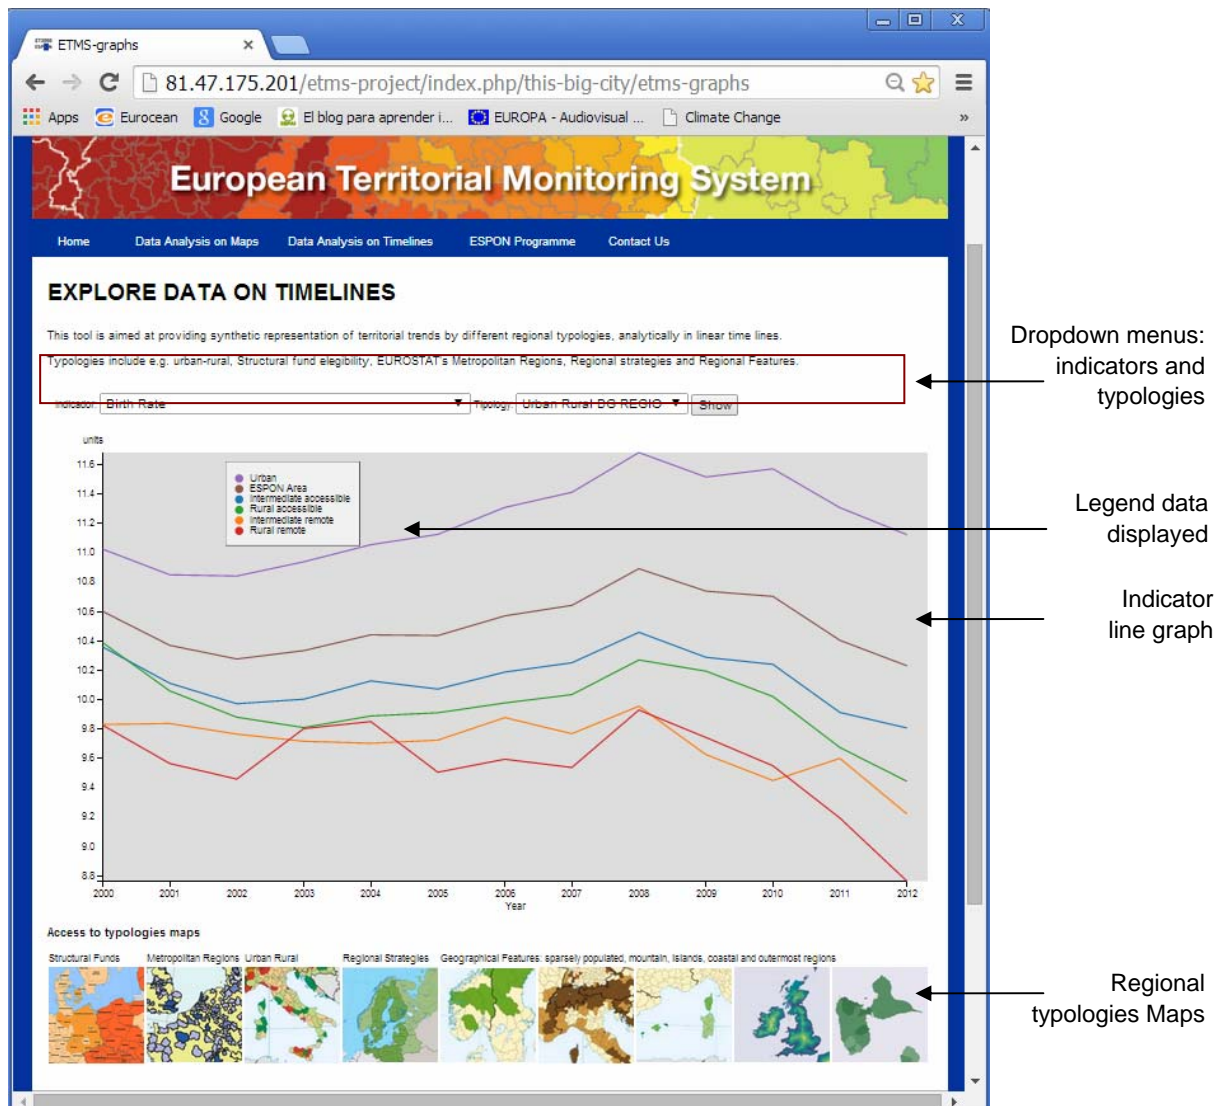 ETMS-graphs
81.47.175.201/etms-project/index.php/this-big-city/etms-graphs
Apps Eurocean Google El blog para aprender i... EUROPA - Audiovisual ... Climate Change »
European Territorial Monitoring System
Home Data Analysis on Maps Data Analysis on Timelines ESPON Programme Contact Us
EXPLORE DATA ON TIMELINES
This tool is aimed at providing synthetic representation of territorial trends by different regional typologies, analytically in linear time lines.
Typologies include e.g. urban-rural, Structural fund elegibility, EUROSTAT's Metropolitan Regions, Regional strategies and Regional Features.
Indicador: Birth Rate Tipology: Urban Rural DG REGIO Show
units
11.6
11.4
11.2
11.0
10.8
10.6
10.4
10.2
10.0
9.8
9.6
9.4
9.2
9.0
8.8
Urban
ESPON Area
Intermediate accessible
Rural accessible
Intermediate remote
Rural remote
2000 2001 2002 2003 2004 2005 2006 2007 2008 2009 2010 2011 2012
Year
Access to typologies maps
Structural Funds Metropolitan Regions Urban Rural Regional Strategies Geographical Features: sparsely populated, mountain, Islands, coastal and outermost regions
Dropdown menus:
indicators and
typologies
Legend data
displayed
Indicator
line graph
Regional
typologies Maps